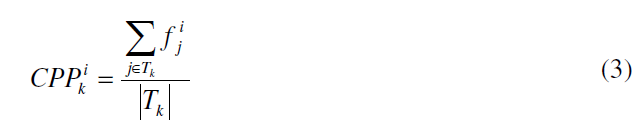 $CPP_k^i = \frac{\sum_{j \in T_k} f_j^i}{|T_k|}$ (3)